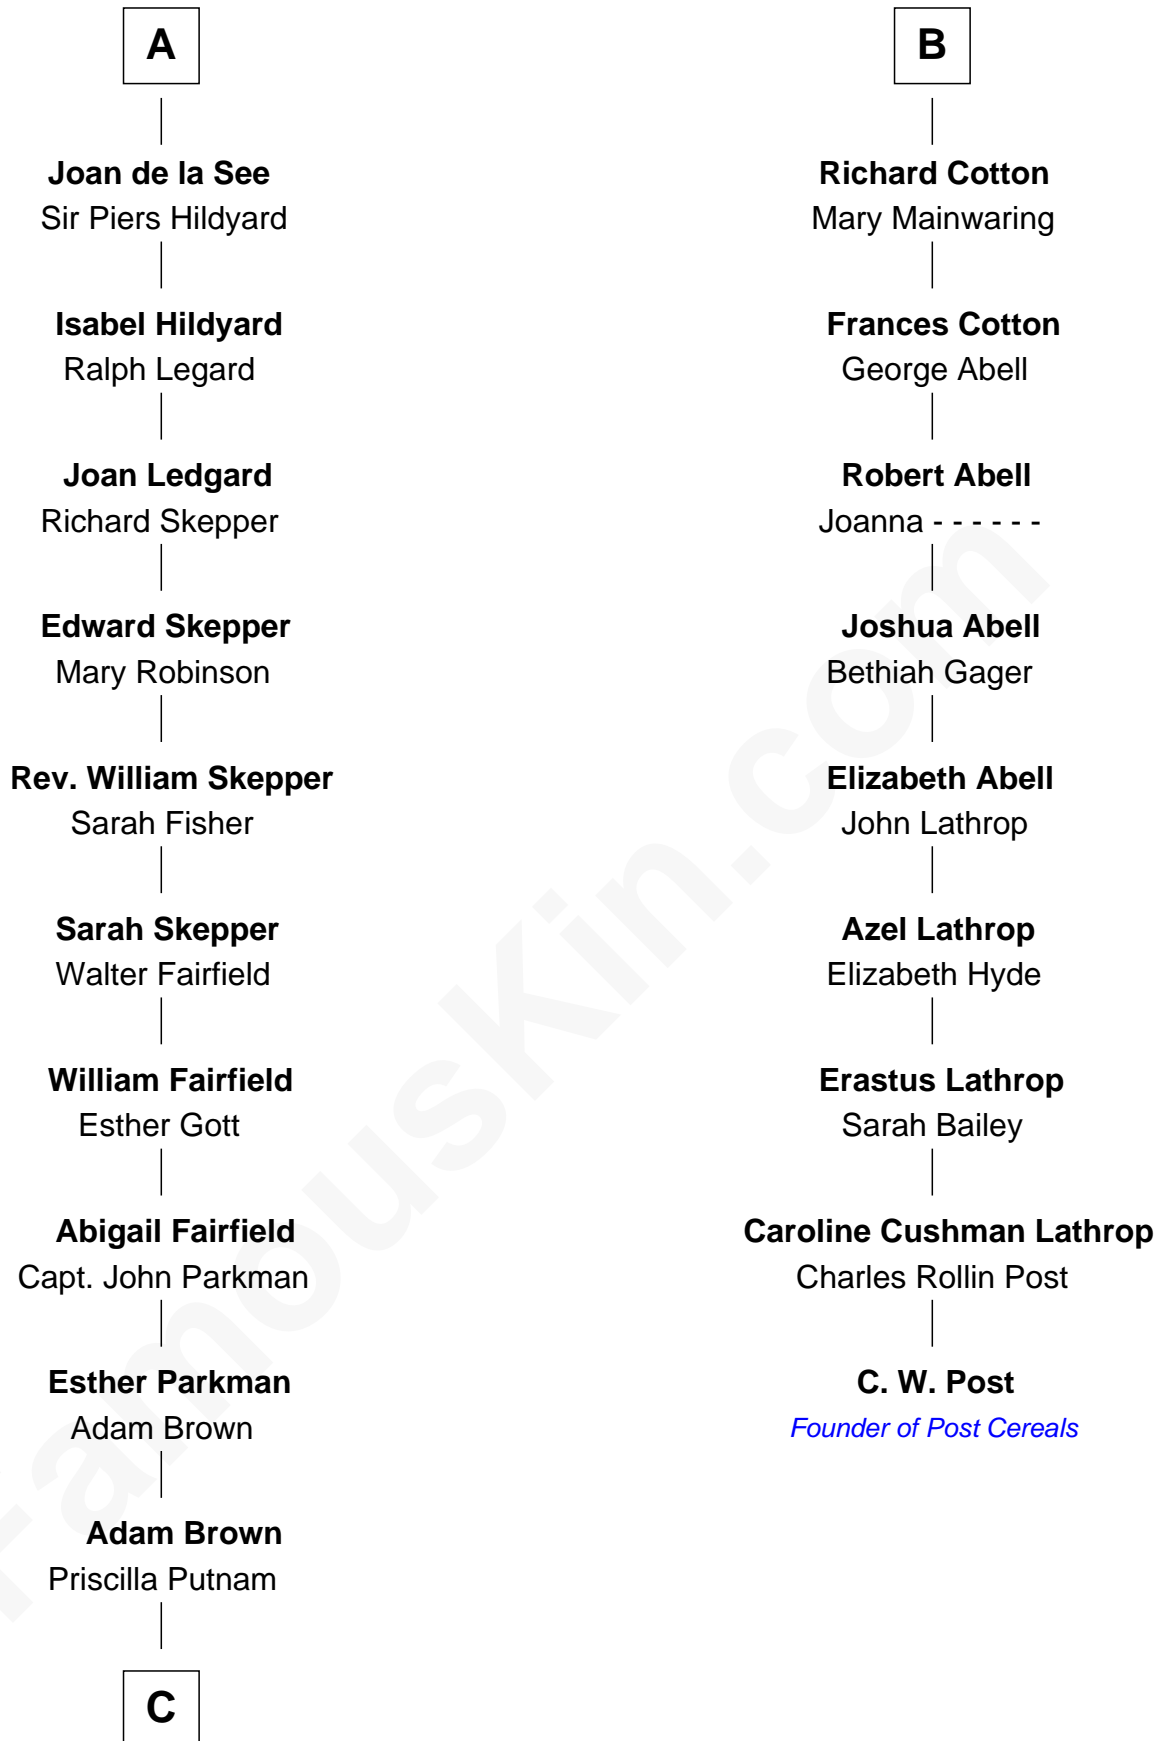 A
Joan de la See
Sir Piers Hildyard
Isabel Hildyard
Ralph Legard
Joan Ledgard
Richard Skepper
Edward Skepper
Mary Robinson
Rev. William Skepper
Sarah Fisher
Sarah Skepper
Walter Fairfield
William Fairfield
Esther Gott
Abigail Fairfield
Capt. John Parkman
Esther Parkman
Adam Brown
Adam Brown
Priscilla Putnam
C
B
Richard Cotton
Mary Mainwaring
Frances Cotton
George Abell
Robert Abell
Joanna - - - - - -
Joshua Abell
Bethiah Gager
Elizabeth Abell
John Lathrop
Azel Lathrop
Elizabeth Hyde
Erastus Lathrop
Sarah Bailey
Caroline Cushman Lathrop
Charles Rollin Post
C. W. Post
Founder of Post Cereals
FamousKin.com